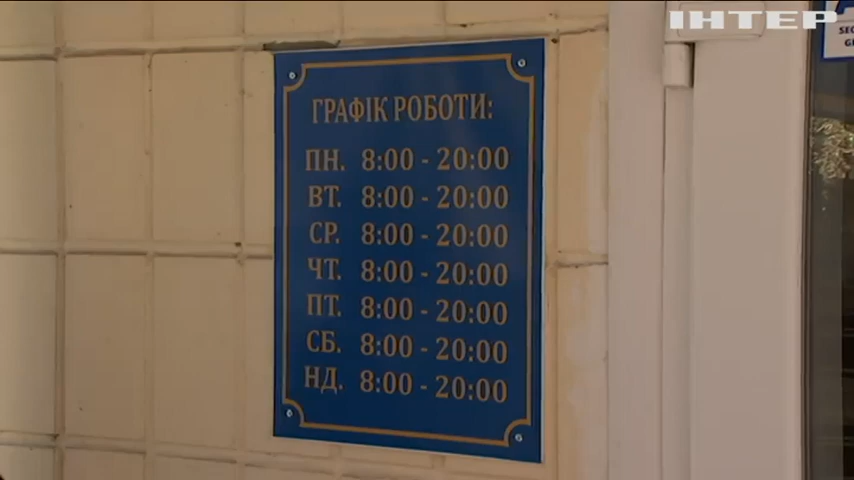 ІНТЕР
ГРАФІК РОБОТИ:
ПН. 8:00 - 20:00
ВТ. 8:00 - 20:00
СР. 8:00 - 20:00
ЧТ. 8:00 - 20:00
ПТ. 8:00 - 20:00
СБ. 8:00 - 20:00
НД. 8:00 - 20:00